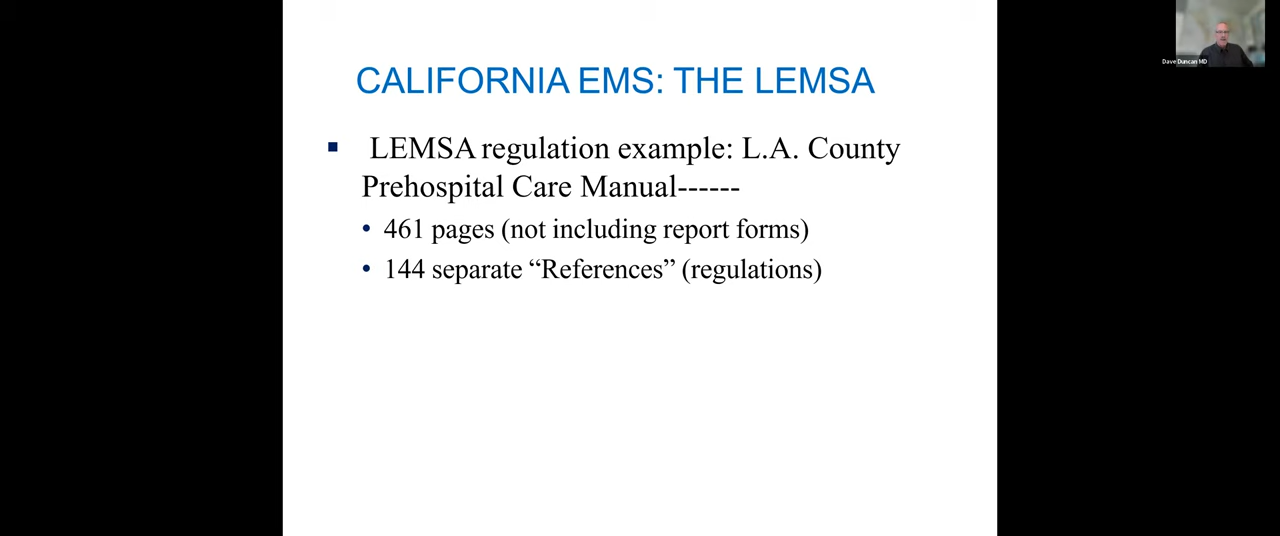 Dave Duncan MD
CALIFORNIA EMS: THE LEMSA
▪ LEMSA regulation example: L.A. County
Prehospital Care Manual------
• 461 pages (not including report forms)
• 144 separate “References” (regulations)